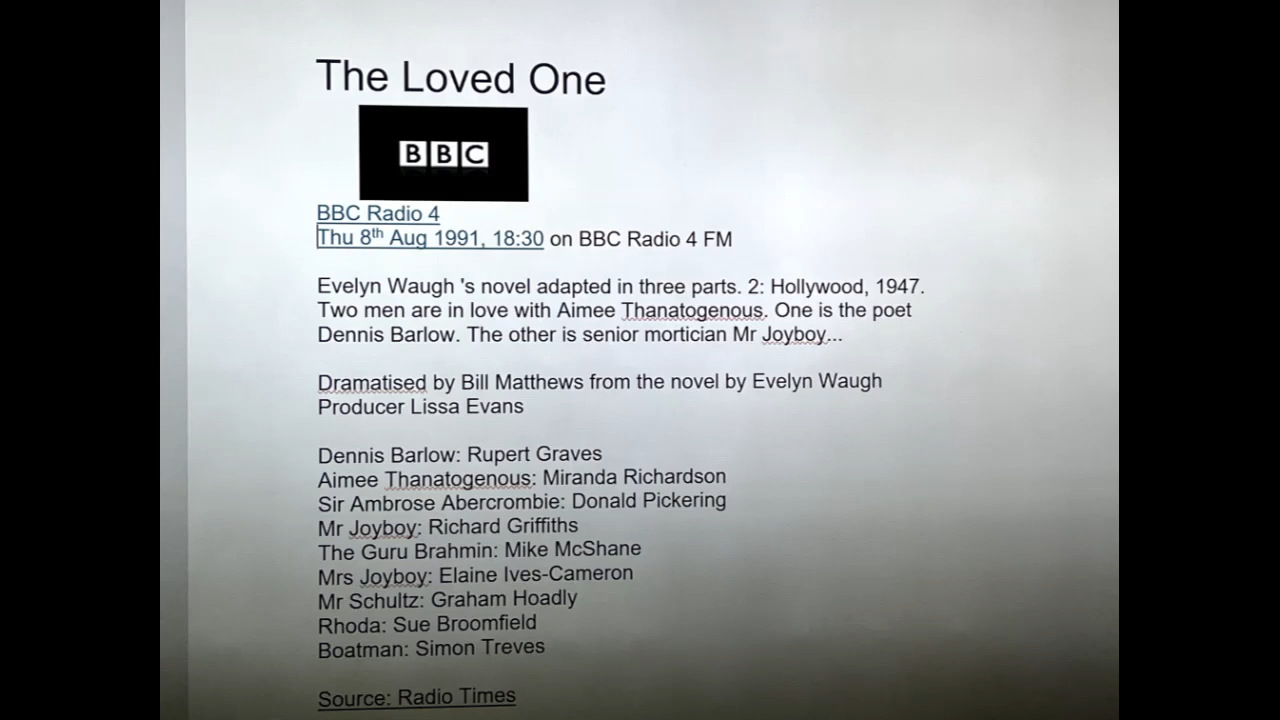 The Loved One
BBC
BBC Radio 4
Thu 8th Aug 1991, 18:30 on BBC Radio 4 FM
Evelyn Waugh 's novel adapted in three parts. 2: Hollywood, 1947.
Two men are in love with Aimee Thanatogenous. One is the poet
Dennis Barlow. The other is senior mortician Mr Joyboy...
Dramatised by Bill Matthews from the novel by Evelyn Waugh
Producer Lissa Evans
Dennis Barlow: Rupert Graves
Aimee Thanatogenous: Miranda Richardson
Sir Ambrose Abercrombie: Donald Pickering
Mr Joyboy: Richard Griffiths
The Guru Brahmin: Mike McShane
Mrs Joyboy: Elaine Ives-Cameron
Mr Schultz: Graham Hoadly
Rhoda: Sue Broomfield
Boatman: Simon Treves
Source: Radio Times